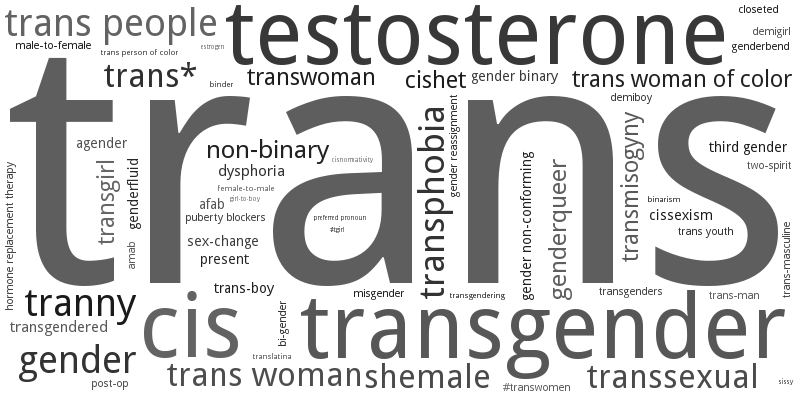 trans people
testosterone
closeted
male-to-female
demigirl
trans person of color
estrogen
genderbend
trans*
binder
transwoman
cishet
gender binary
trans woman of color
trans
demiboy
agender
non-binary
cisnormativity
transphobia
gender reassignment
transmisogyny
third gender
two-spirit
hormone replacement therapy
transgirl
genderfluid
dysphoria
female-to-male
girl-to-boy
afab
puberty blockers
preferred pronoun
#tgirl
gender non-conforming
genderqueer
binarism
cissexism
trans youth
amab
sex-change
present
trans-masculine
trans-boy
misgender
transgendering
transgenders
trans-man
tranny
cis
bi-gender
transgender
transgendered
gender
translatina
post-op
trans woman
shemale
#transwomen
transsexual
sissy